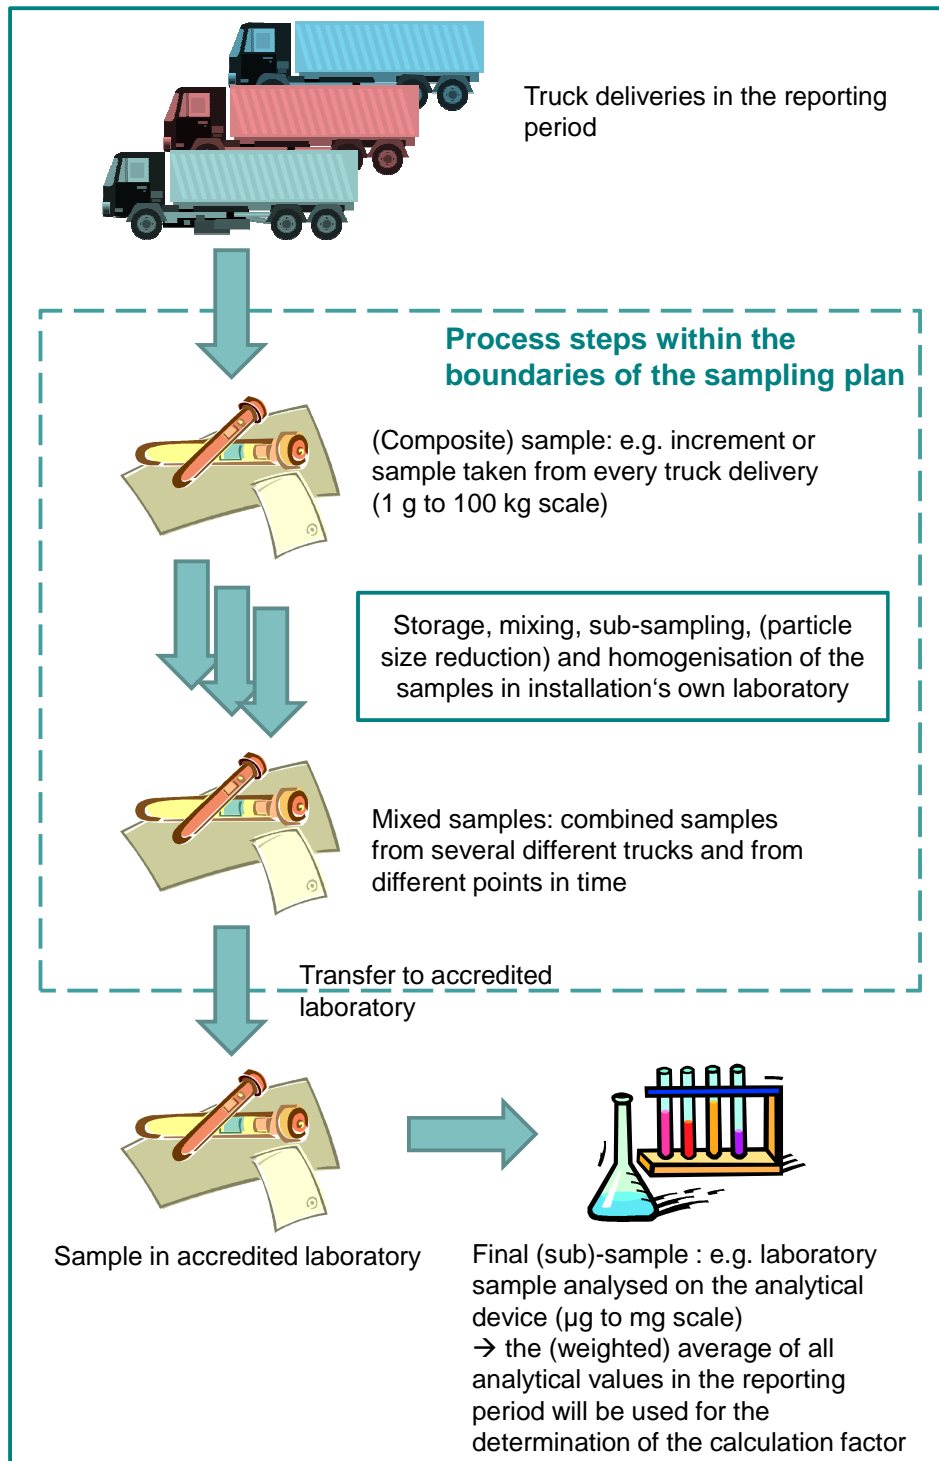 Truck deliveries in the reporting
period
Process steps within the
boundaries of the sampling plan
(Composite) sample: e.g. increment or
sample taken from every truck delivery
(1 g to 100 kg scale)
Storage, mixing, sub-sampling, (particle
size reduction) and homogenisation of the
samples in installation‘s own laboratory
Mixed samples: combined samples
from several different trucks and from
different points in time
Transfer to accredited
laboratory
Sample in accredited laboratory
Final (sub)-sample : e.g. laboratory
sample analysed on the analytical
device (µg to mg scale)
→ the (weighted) average of all
analytical values in the reporting
period will be used for the
determination of the calculation factor